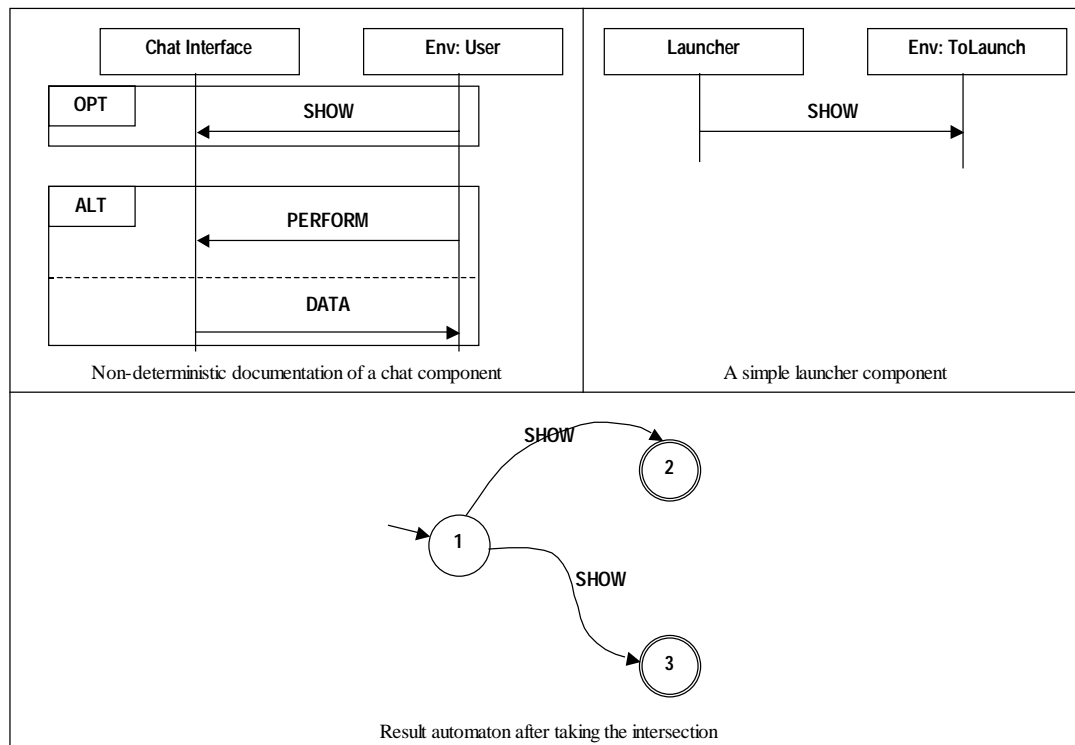 Chat Interface
Env: User
OPT
SHOW
ALT
PERFORM
DATA
Non-deterministic documentation of a chat component
Launcher
Env: ToLaunch
SHOW
A simple launcher component
SHOW
2
1
SHOW
3
Result automaton after taking the intersection